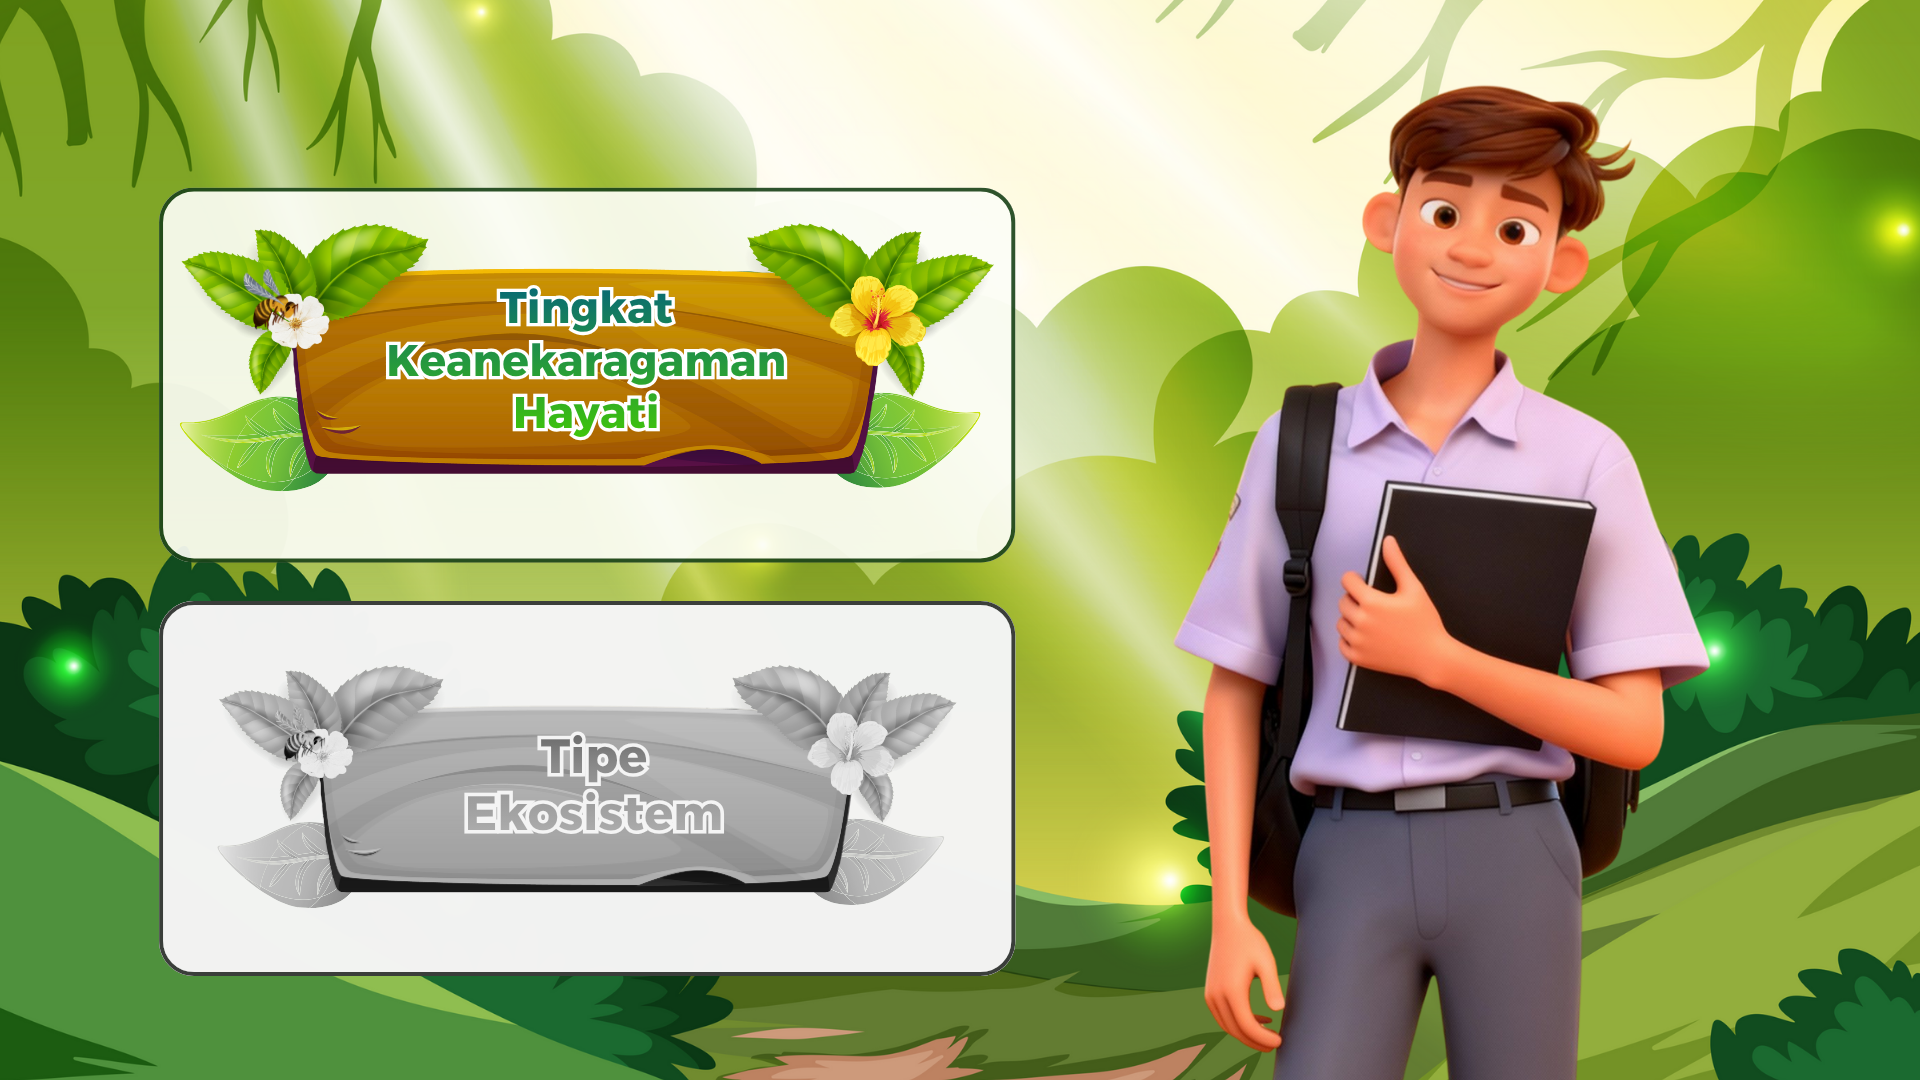 Tingkat
Keanekaragaman
Hayati
Tipe
Ekosistem